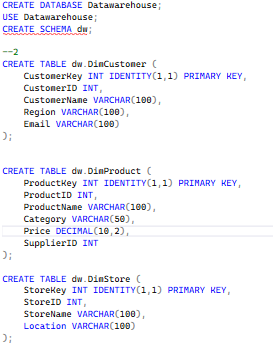 CREATE DATABASE Datawarehouse;
USE Datawarehouse;
CREATE SCHEMA dw;
--2
CREATE TABLE dw.DimCustomer (
CustomerKey INT IDENTITY(1,1) PRIMARY KEY,
CustomerID INT,
CustomerName VARCHAR(100),
Region VARCHAR(100),
Email VARCHAR(100)
);
CREATE TABLE dw.DimProduct (
ProductKey INT IDENTITY(1,1) PRIMARY KEY,
ProductID INT,
ProductName VARCHAR(100),
Category VARCHAR(50),
Price DECIMAL(10,2),
SupplierID INT
);
CREATE TABLE dw.DimStore (
StoreKey INT IDENTITY(1,1) PRIMARY KEY,
StoreID INT,
StoreName VARCHAR(100),
Location VARCHAR(100)
);